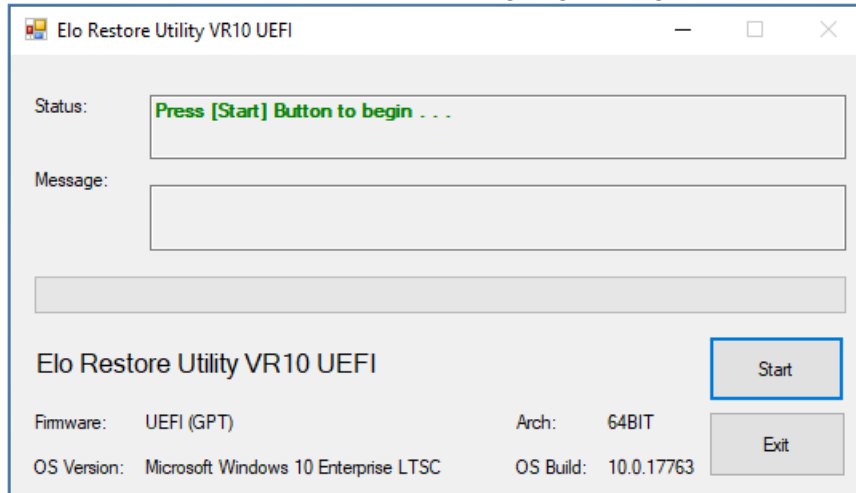 Elo Restore Utility VR10 UEFI
Status:
Press [Start] Button to begin . . .
Message:
Elo Restore Utility VR10 UEFI
Start
Firmware: UEFI (GPT) Arch: 64BIT
Exit
OS Version: Microsoft Windows 10 Enterprise LTSC OS Build: 10.0.17763